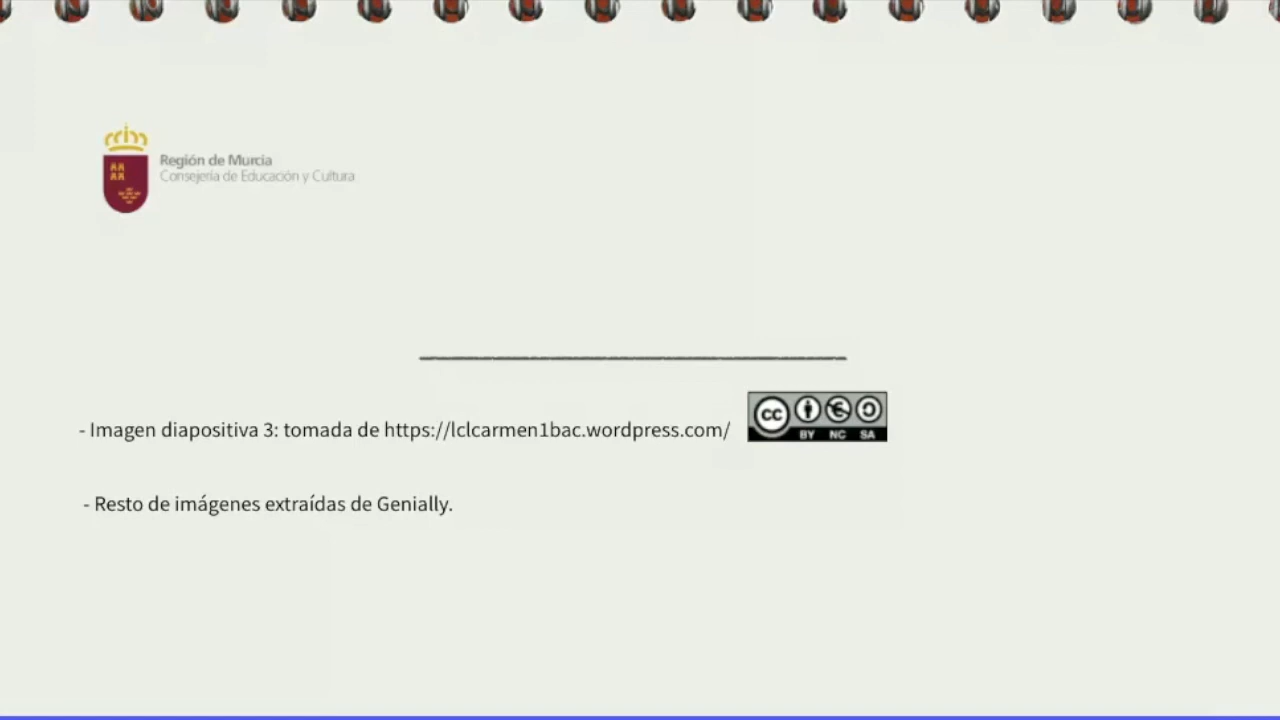 Región de Murcia
Consejería de Educación y Cultura
- Imagen diapositiva 3: tomada de https://lclcarmen1bac.wordpress.com/
cc BY NC SA
- Resto de imágenes extraídas de Genially.